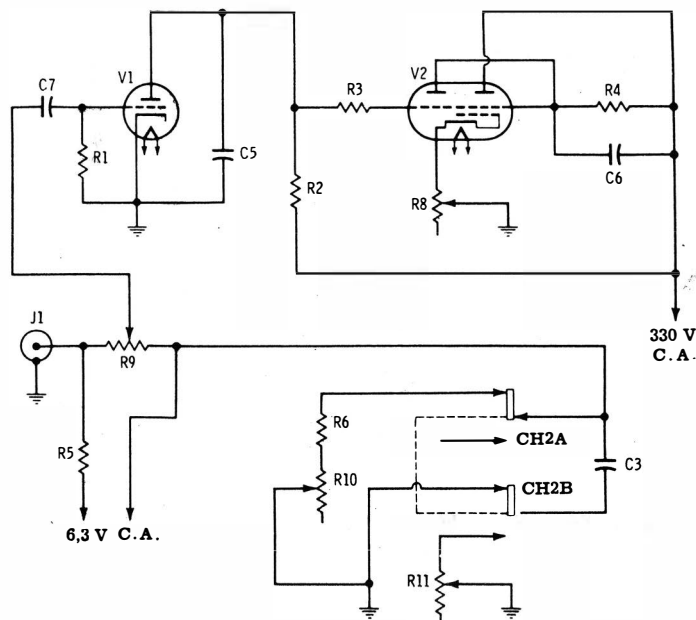 C7
V1
R1
C5
R3
R2
V2
R4
C6
R8
330 V
C.A.
J1
R9
R5
6,3 V C.A.
R6
R10
CH2A
CH2B
C3
R11